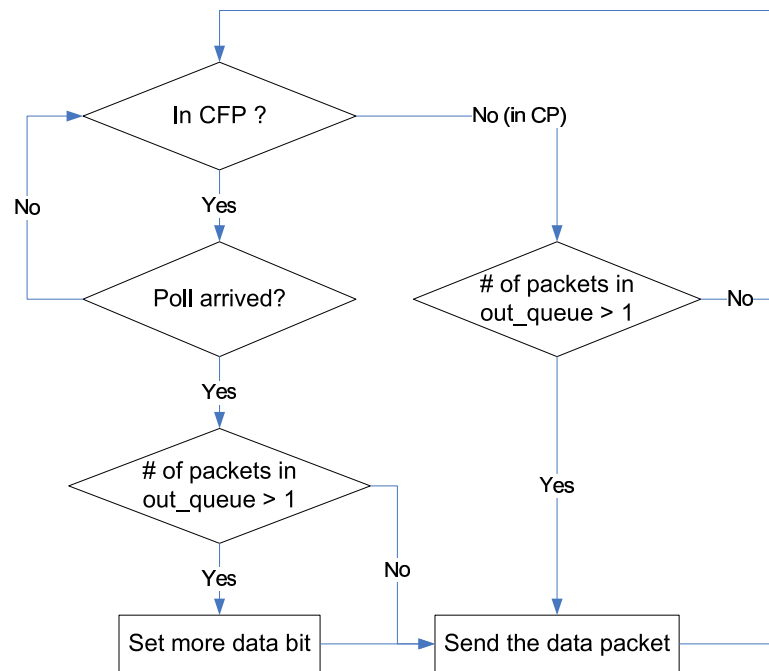 In CFP ?
No (in CP)
No
Yes
Poll arrived?
# of packets in
out_queue > 1
No
Yes
# of packets in
out_queue > 1
Yes
No
Yes
Set more data bit
Send the data packet